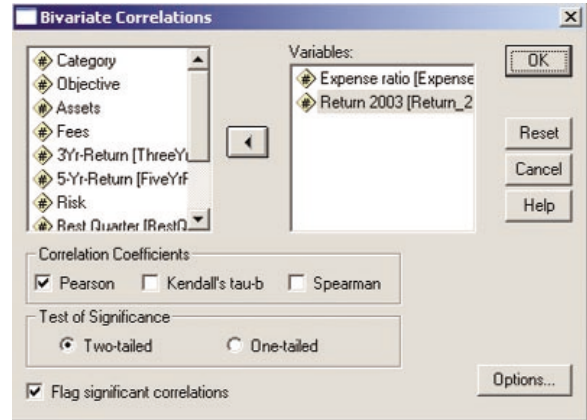 Bivariate Correlations
Category
Objective
Assets
Fees
3Yr-Return [ThreeYr
5-Yr-Return [FiveYrF
Risk
Best Quarter [BestQ
Variables:
Expense ratio [Expense
Return 2003 [Return_2
OK
Reset
Cancel
Help
Correlation Coefficients
Pearson Kendall's tau-b Spearman
Test of Significance
Two-tailed One-tailed
Flag significant correlations
Options...